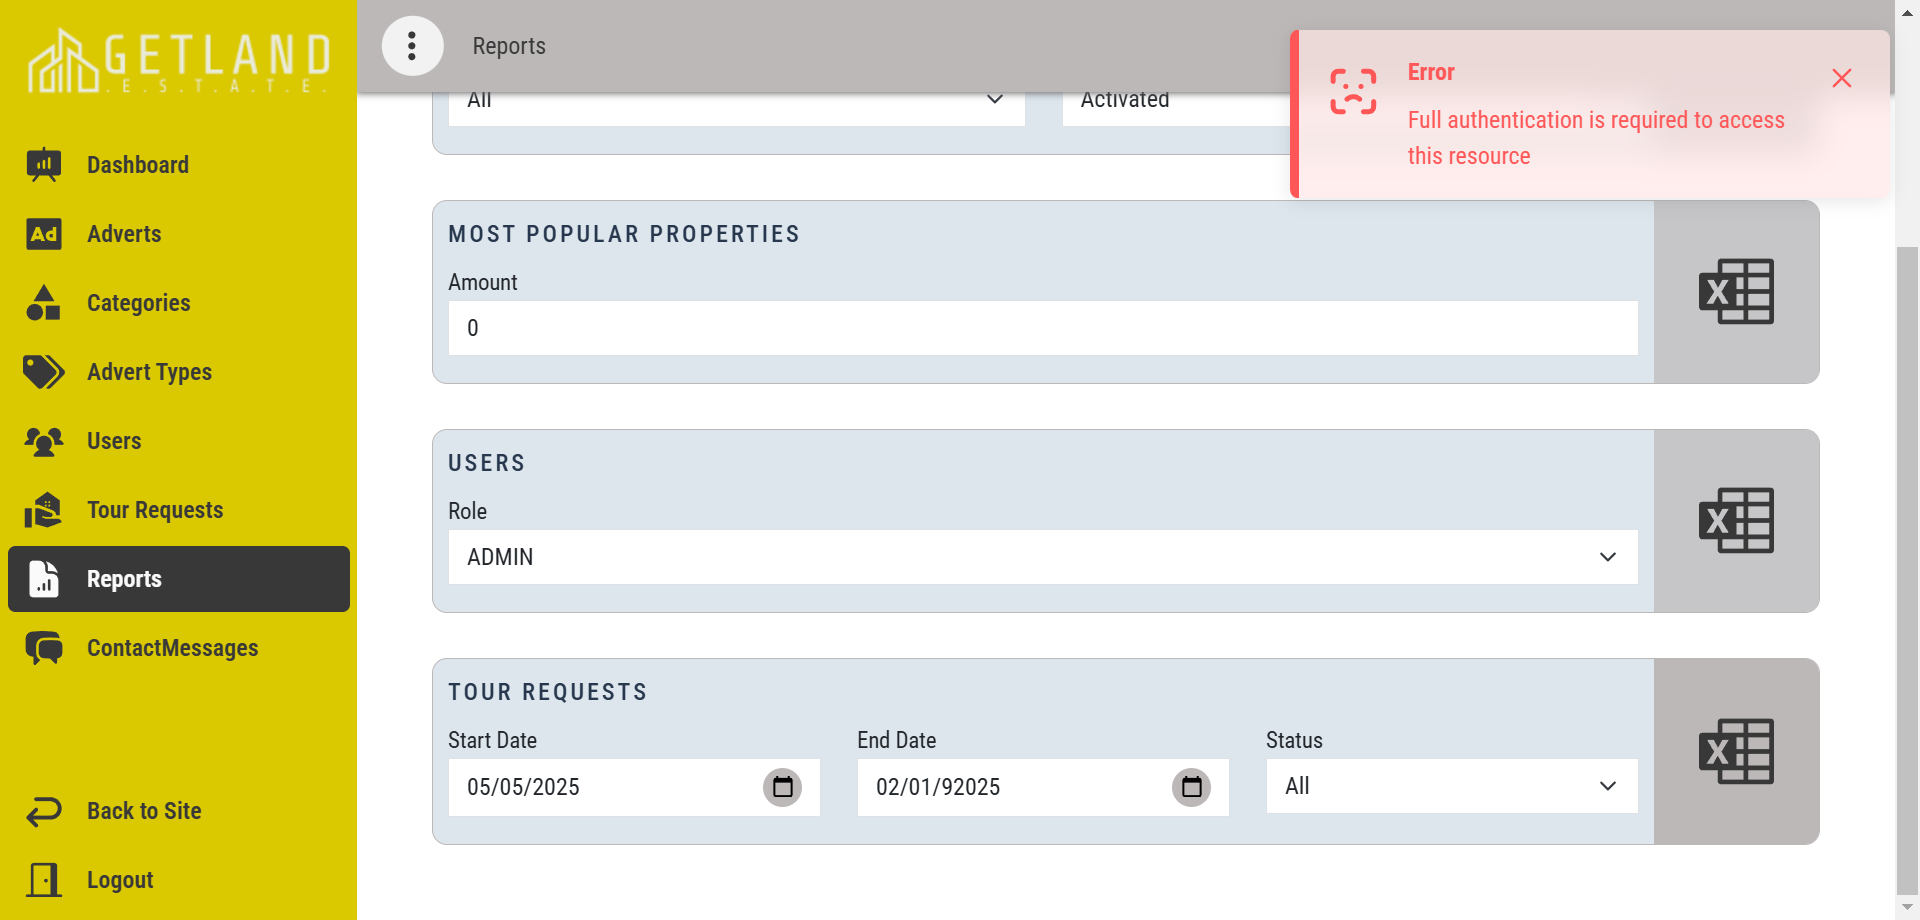 GETLAND
.E.S.T.A.T.E.
Dashboard
Ad
Adverts
Categories
Advert Types
Users
Tour Requests
Reports
ContactMessages
Back to Site
Logout
Reports
Error
Full authentication is required to access
this resource
All
Activated
MOST POPULAR PROPERTIES
Amount
0
X
USERS
Role
ADMIN
X
TOUR REQUESTS
Start Date
End Date
Status
05/05/2025
02/01/92025
All
X